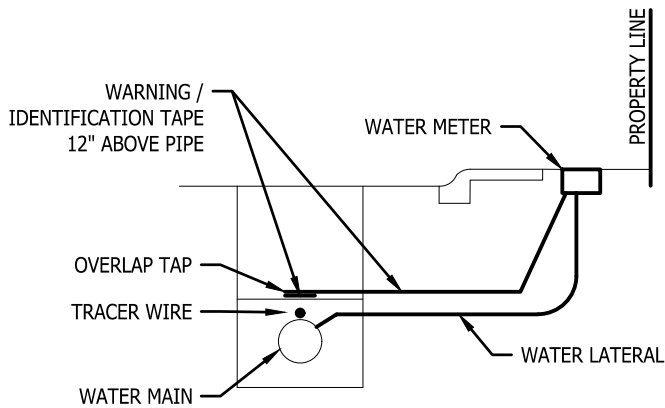 PROPERTY LINE
WARNING /
IDENTIFICATION TAPE
12" ABOVE PIPE
WATER METER
OVERLAP TAP
TRACER WIRE
WATER LATERAL
WATER MAIN